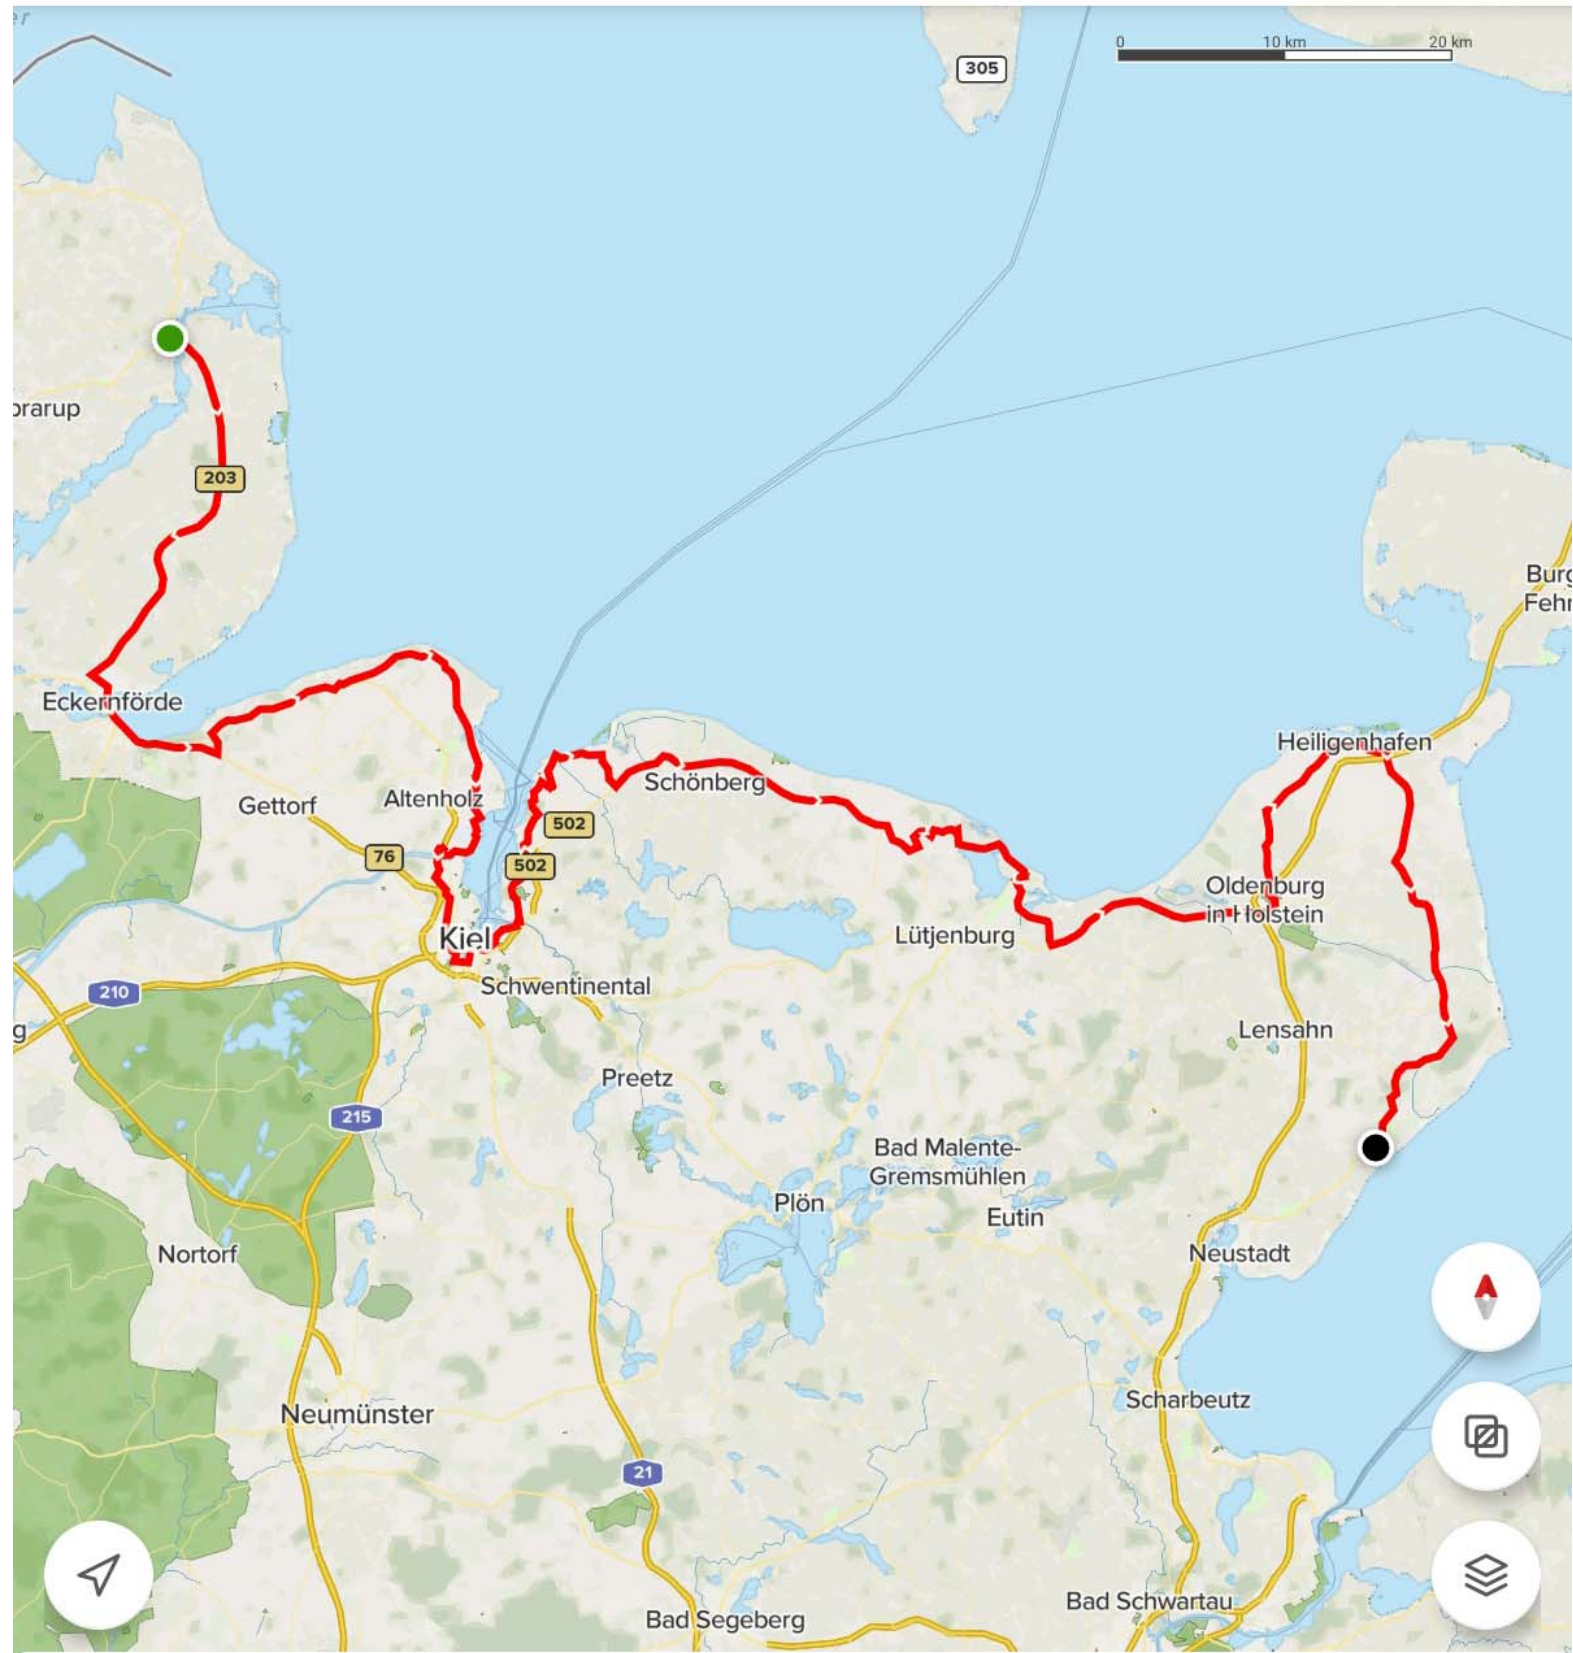 er
0 10 km 20 km
305
orarup
203
Burg
Fehr
Eckernförde
Heiligenhafen
Schönberg
Gettorf
Altenholz
502
76
502
Oldenburg
in Holstein
Kiel
Lütjenburg
Schwentinental
210
g
Lensahn
Preetz
215
Bad Malente-
Gremsmühlen
Plön
Eutin
Nortorf
Neustadt
Scharbeutz
Neumünster
21
Bad Schwartau
Bad Segeberg